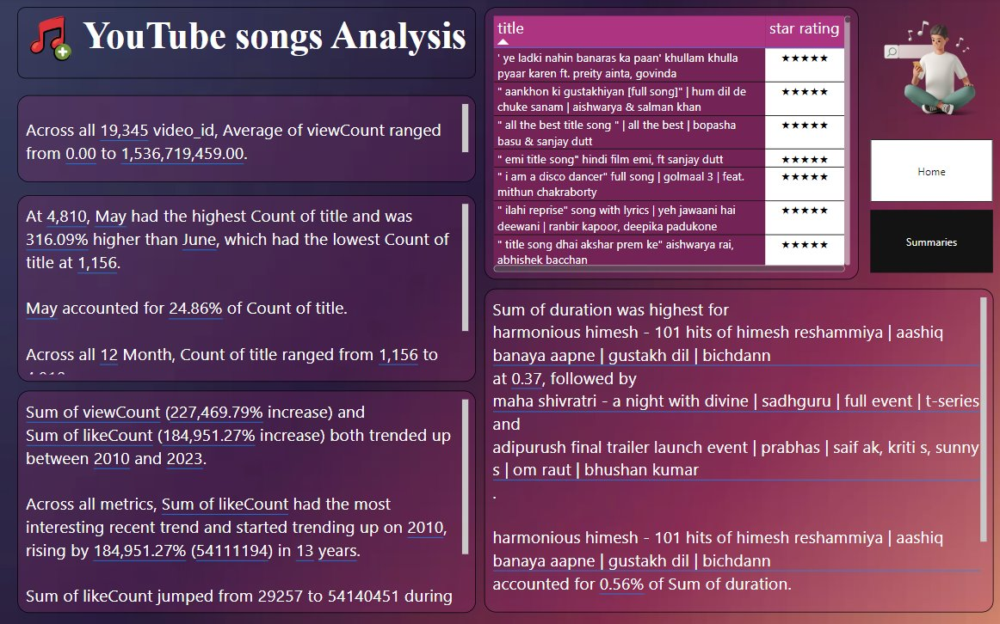 YouTube songs Analysis
Across all 19,345 video_id, Average of viewCount ranged
from 0.00 to 1,536,719,459.00.
At 4,810, May had the highest Count of title and was
316.09% higher than June, which had the lowest Count of
title at 1,156.
May accounted for 24.86% of Count of title.
Across all 12 Month, Count of title ranged from 1,156 to
Sum of viewCount (227,469.79% increase) and
Sum of likeCount (184,951.27% increase) both trended up
between 2010 and 2023.
Across all metrics, Sum of likeCount had the most
interesting recent trend and started trending up on 2010,
rising by 184,951.27% (54111194) in 13 years.
Sum of likeCount jumped from 29257 to 54140451 during
title star rating
' ye ladki nahin banaras ka paan' khullam khulla ★★★★★
pyaar karen ft. preity ainta, govinda
" aankhon ki gustakhiyan [full song]" | hum dil de ★★★★★
chuke sanam | aishwarya & salman khan
" all the best title song " | all the best | bopasha ★★★★★
basu & sanjay dutt
" emi title song" hindi film emi, ft sanjay dutt ★★★★★
" i am a disco dancer" full song | golmaal 3 | feat. ★★★★★
mithun chakraborty
" ilahi reprise" song with lyrics | yeh jawaani hai ★★★★★
deewani | ranbir kapoor, deepika padukone
" title song dhai akshar prem ke" aishwarya rai, ★★★★★
abhishek bacchan
Home
Summaries
Sum of duration was highest for
harmonious himesh - 101 hits of himesh reshammiya | aashiq
banaya aapne | gustakh dil | bichdann
at 0.37, followed by
maha shivratri - a night with divine | sadhguru | full event | t-series
and
adipurush final trailer launch event | prabhas | saif ak, kriti s, sunny
s | om raut | bhushan kumar
.
harmonious himesh - 101 hits of himesh reshammiya | aashiq
banaya aapne | gustakh dil | bichdann
accounted for 0.56% of Sum of duration.